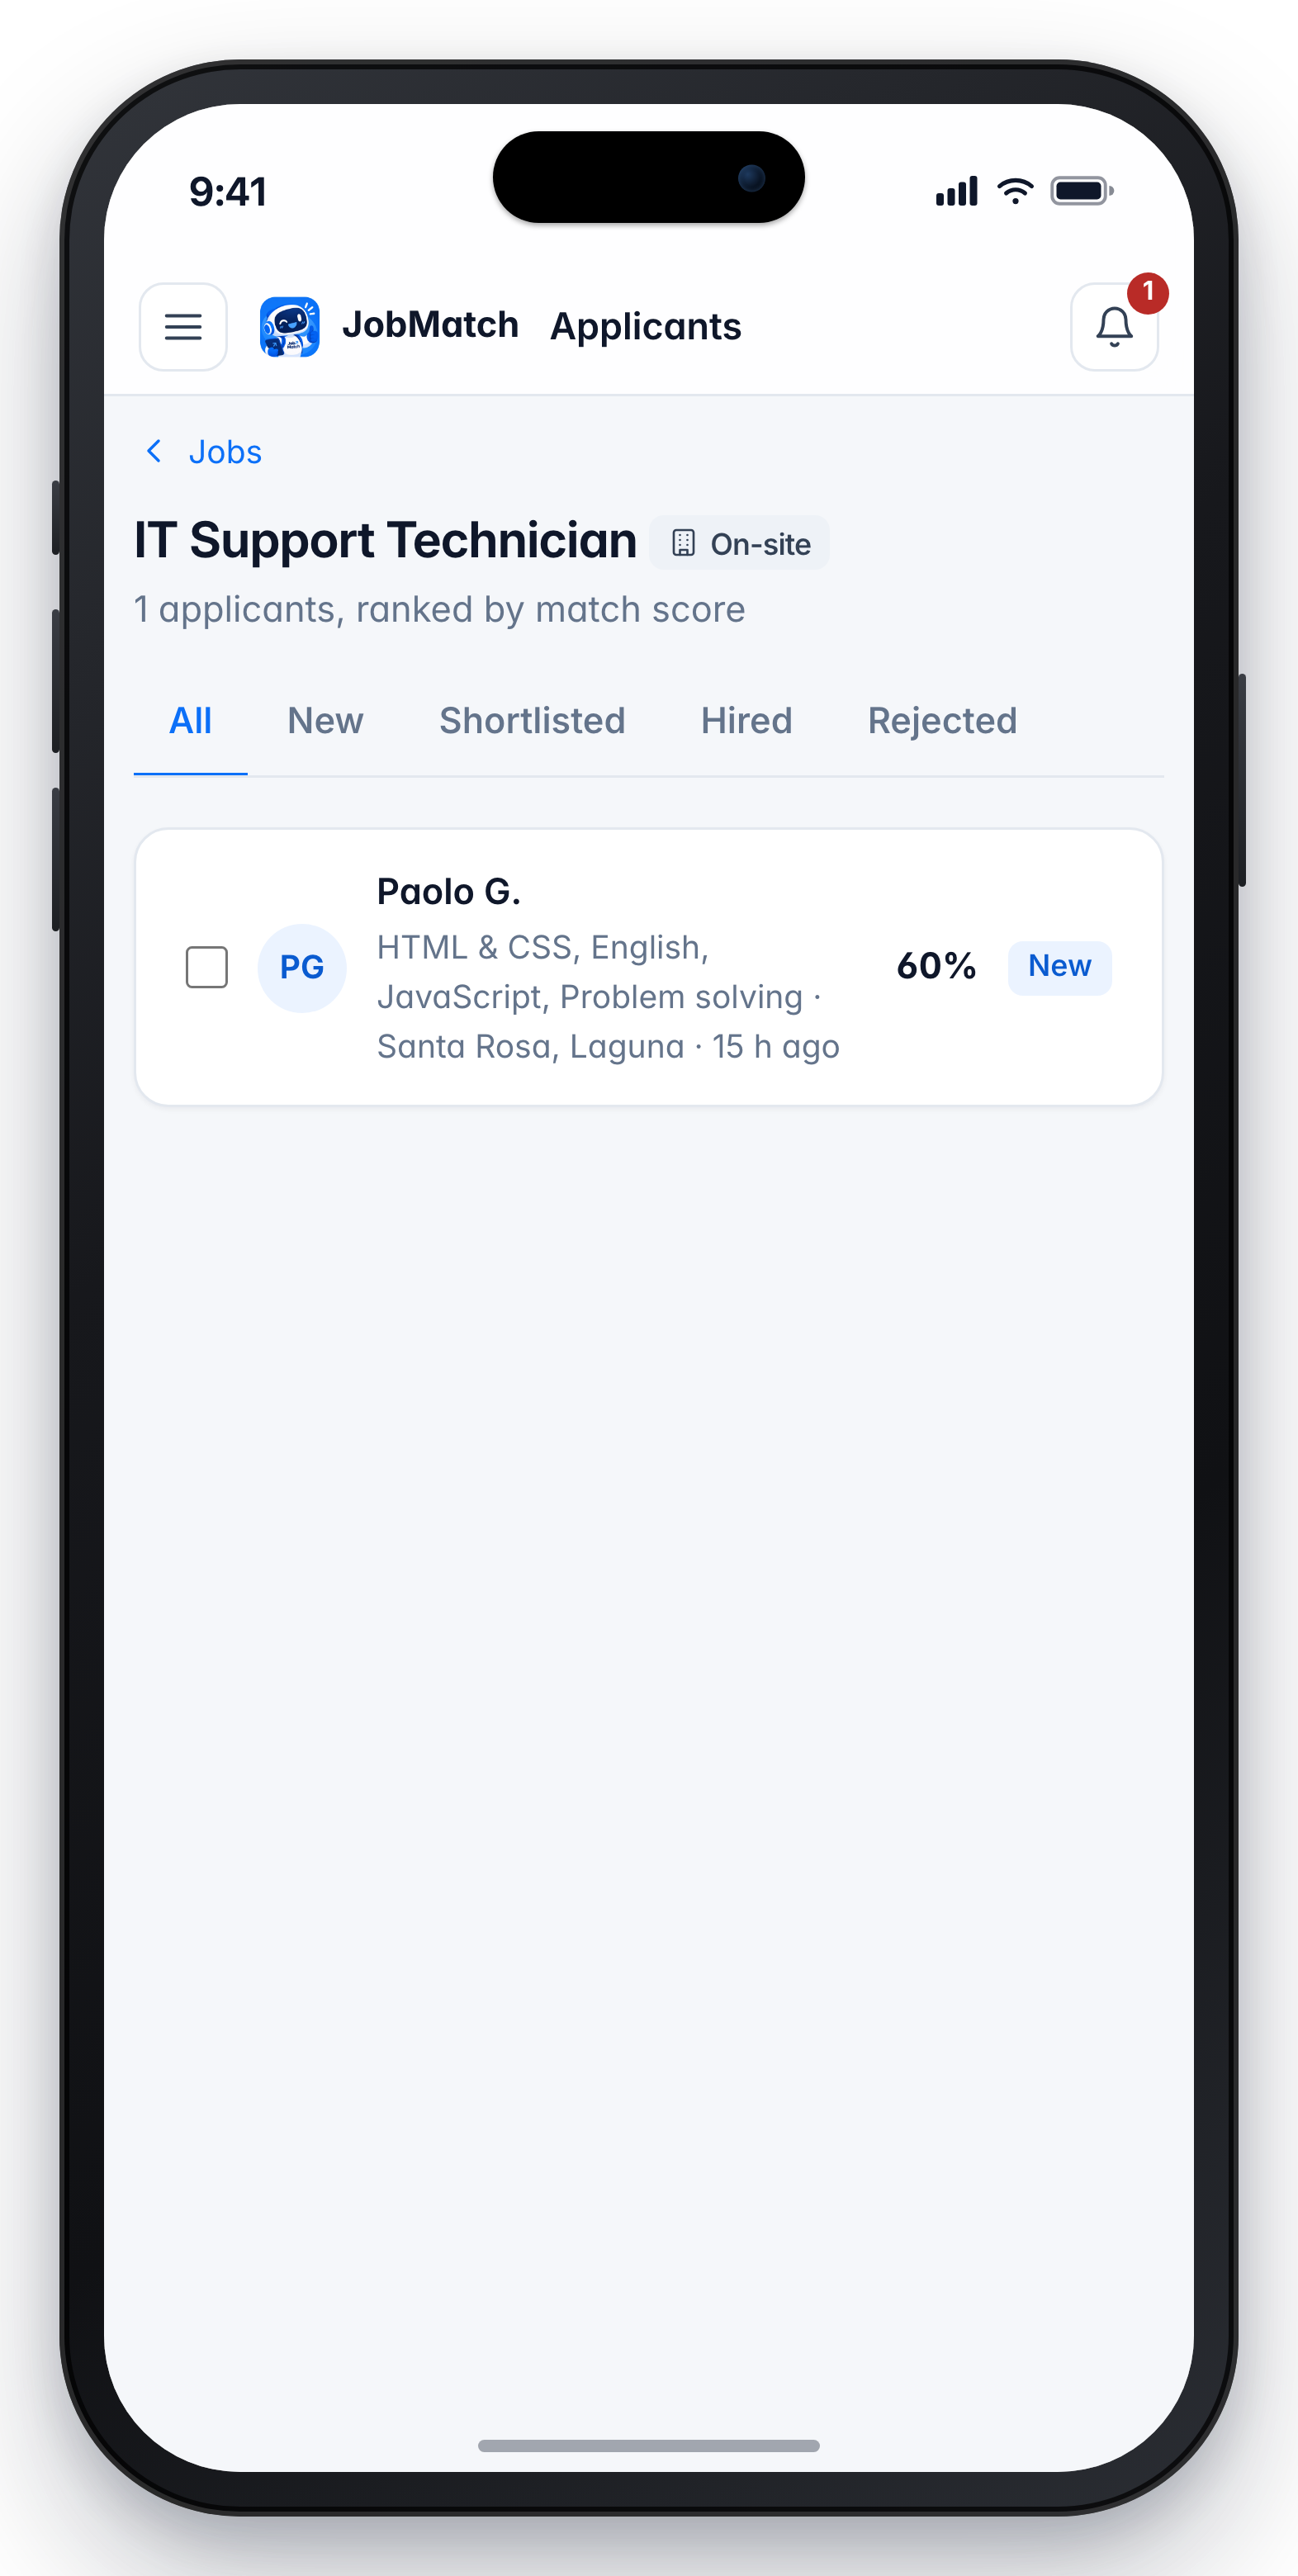 9:41
JobMatch Applicants
1
Jobs
IT Support Technician On-site
1 applicants, ranked by match score
All New Shortlisted Hired Rejected
Paolo G.
PG
HTML & CSS, English,
JavaScript, Problem solving ·
Santa Rosa, Laguna · 15 h ago
60% New